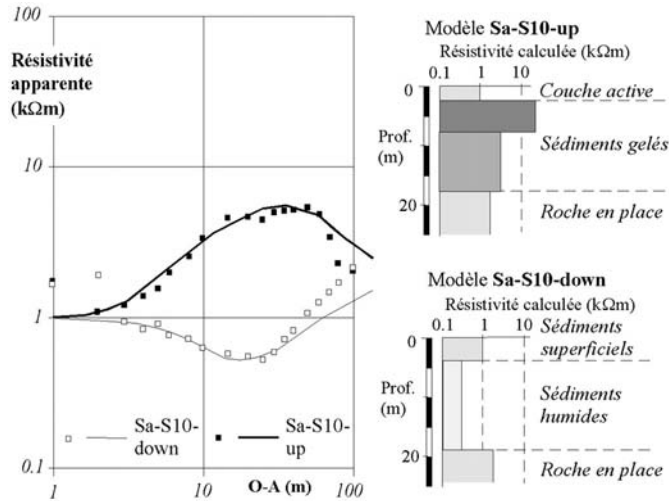 100
Résistivité
apparente
(kΩm)
10
1
0.1
1
10
100
O-A (m)
Sa-S10-
down
Sa-S10-
up
Modèle Sa-S10-up
Résistivité calculée (kΩm)
0.1 1 10
0
Prof.
(m)
20
Couche active
Sédiments gelés
Roche en place
Modèle Sa-S10-down
Résistivité calculée (kΩm)
0.1 1 10
0
Prof.
(m)
20
Sédiments
superficiels
Sédiments
humides
Roche en place